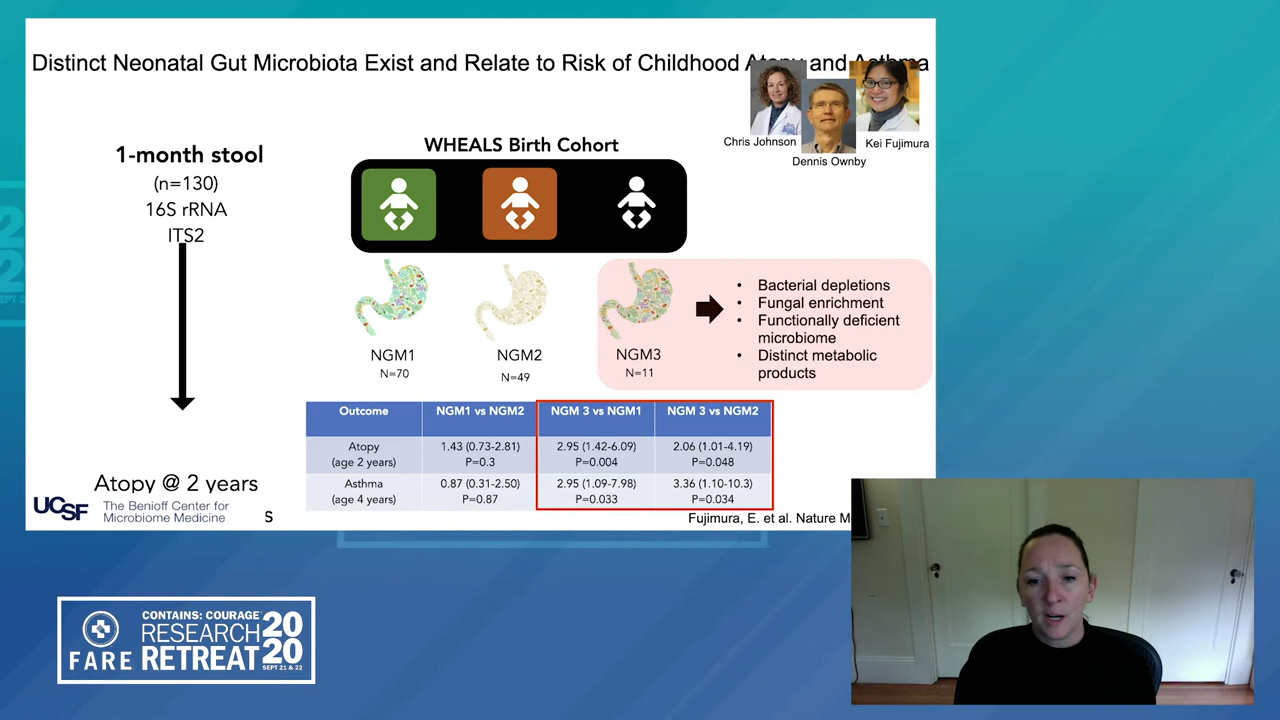 Distinct Neonatal Gut Microbiota Exist and Relate to Risk of Childhood Atopy and Asthma
Chris Johnson
Dennis Ownby
Kei Fujimura
1-month stool
(n=130)
16S rRNA
ITS2
WHEALS Birth Cohort
NGM1
N=70
NGM2
N=49
NGM3
N=11
• Bacterial depletions
• Fungal enrichment
• Functionally deficient
microbiome
• Distinct metabolic
products
Outcome NGM1 vs NGM2 NGM 3 vs NGM1 NGM 3 vs NGM2
Atopy 1.43 (0.73-2.81) 2.95 (1.42-6.09) 2.06 (1.01-4.19)
(age 2 years) P=0.3 P=0.004 P=0.048
Asthma 0.87 (0.31-2.50) 2.95 (1.09-7.98) 3.36 (1.10-10.3)
(age 4 years) P=0.87 P=0.033 P=0.034
Atopy @ 2 years
UCSF The Benioff Center for
Microbiome Medicine
s
Fujimura, E. et al. Nature
FARE
CONTAINS: COURAGE
RESEARCH
RETREAT
20
20
SEPT 21 & 22